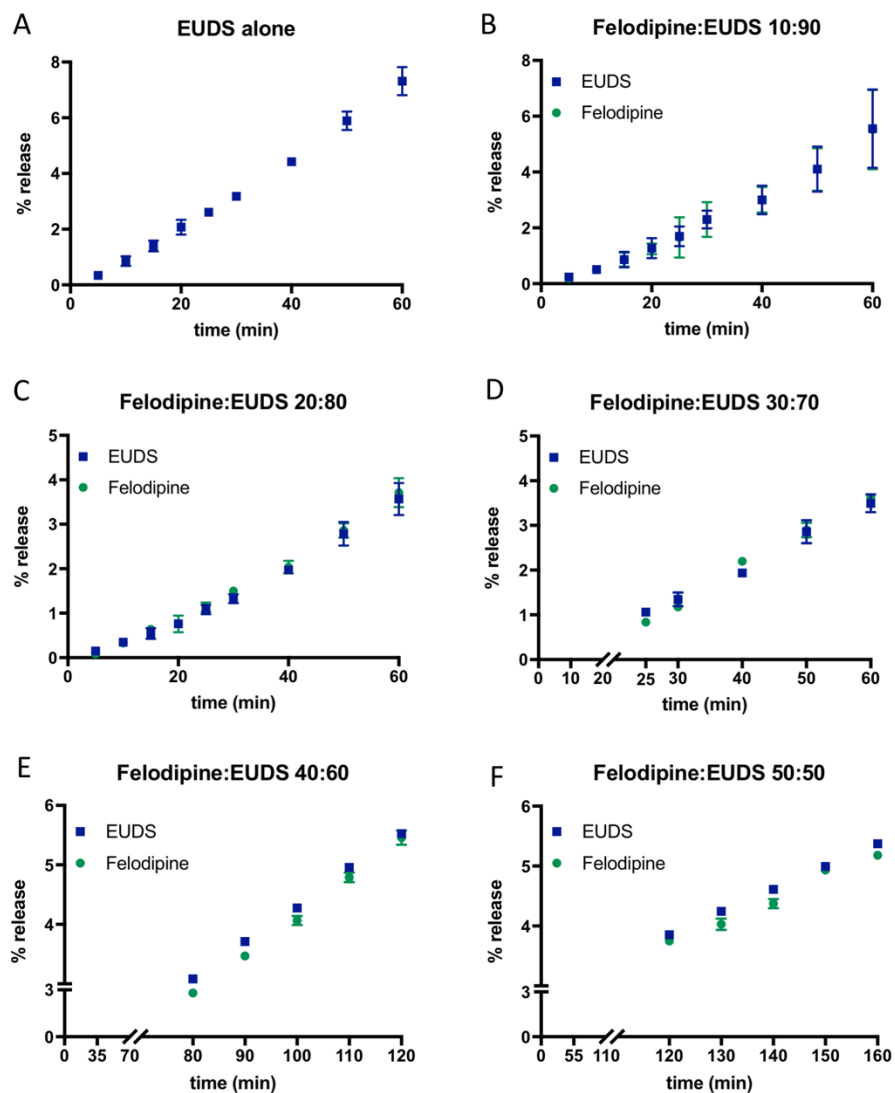 A
EUDS alone
% release
8
6
4
2
0
0 20 40 60
time (min)
B
Felodipine:EUDS 10:90
EUDS
Felodipine
% release
8
6
4
2
0
0 20 40 60
time (min)
C
Felodipine:EUDS 20:80
EUDS
Felodipine
% release
5
4
3
2
1
0
0 20 40 60
time (min)
D
Felodipine:EUDS 30:70
EUDS
Felodipine
% release
5
4
3
2
1
0
0 10 20 25 30 40 50 60
time (min)
E
Felodipine:EUDS 40:60
EUDS
Felodipine
% release
6
5
4
3
0
0 35 70 80 90 100 110 120
time (min)
F
Felodipine:EUDS 50:50
EUDS
Felodipine
% release
6
5
4
3
0
0 55 110 120 130 140 150 160
time (min)